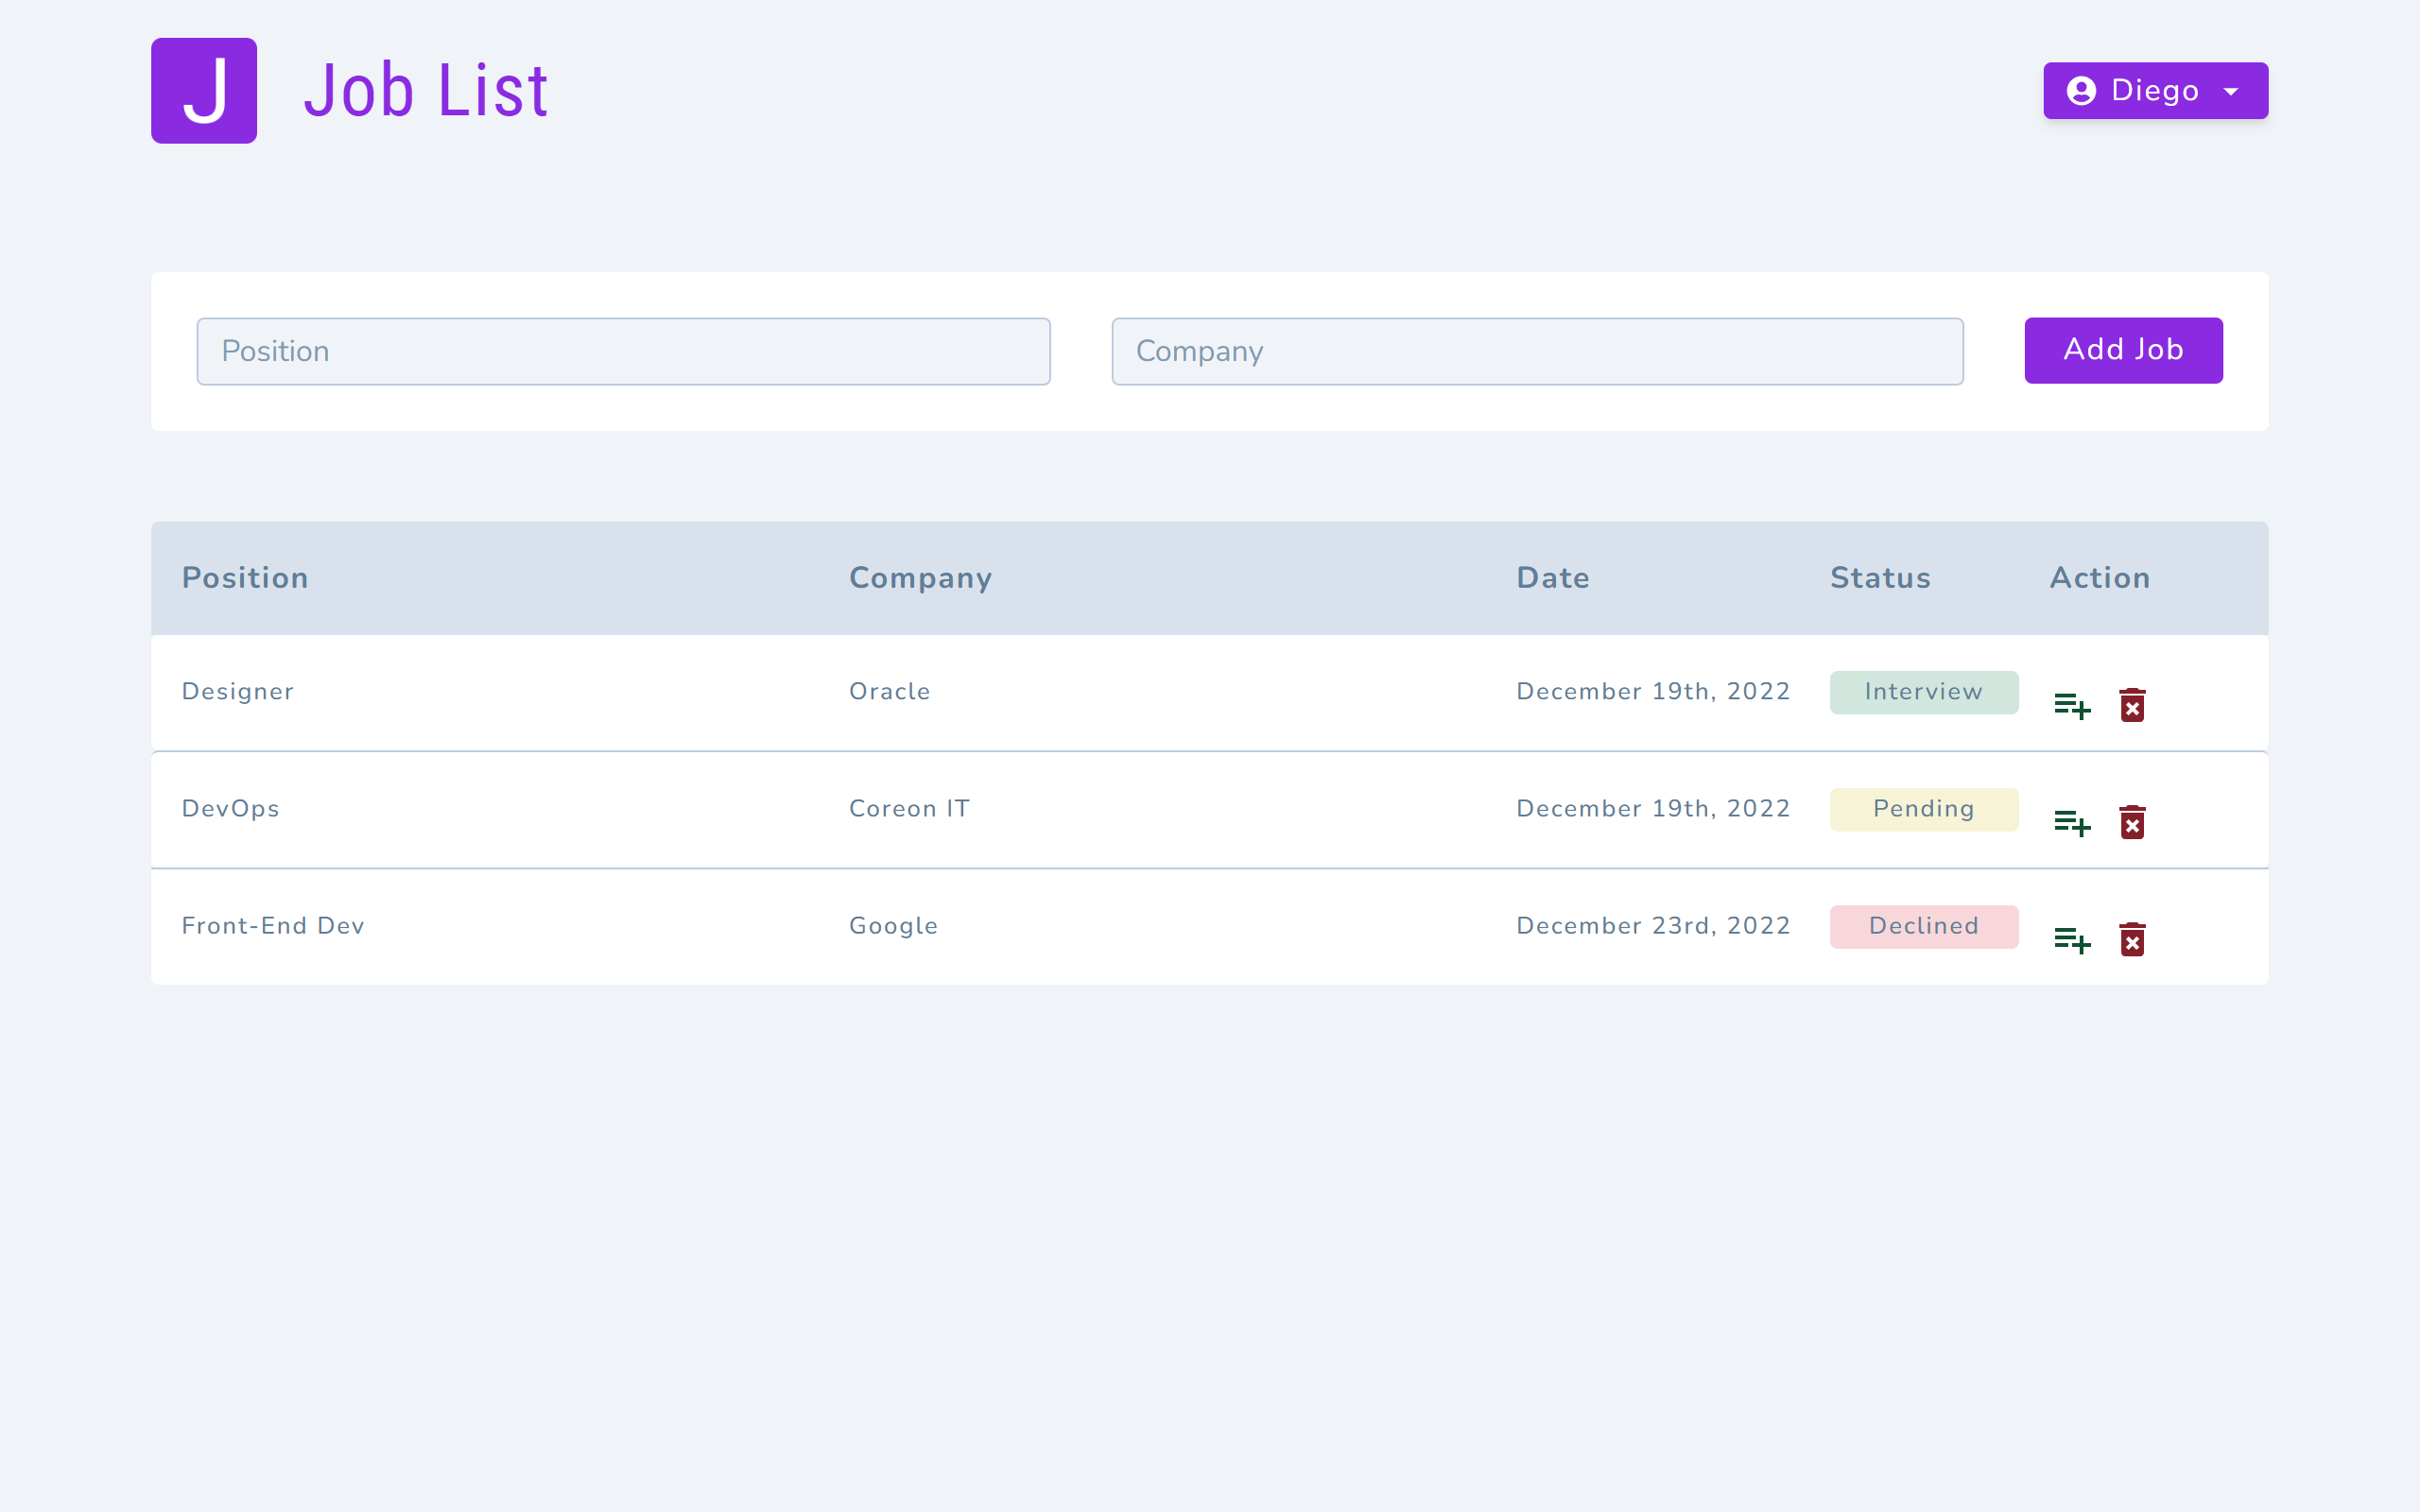 J Job List
Diego
Position Company Add Job
Position Company Date Status Action
Designer Oracle December 19th, 2022 Interview
DevOps Coreon IT December 19th, 2022 Pending
Front-End Dev Google December 23rd, 2022 Declined